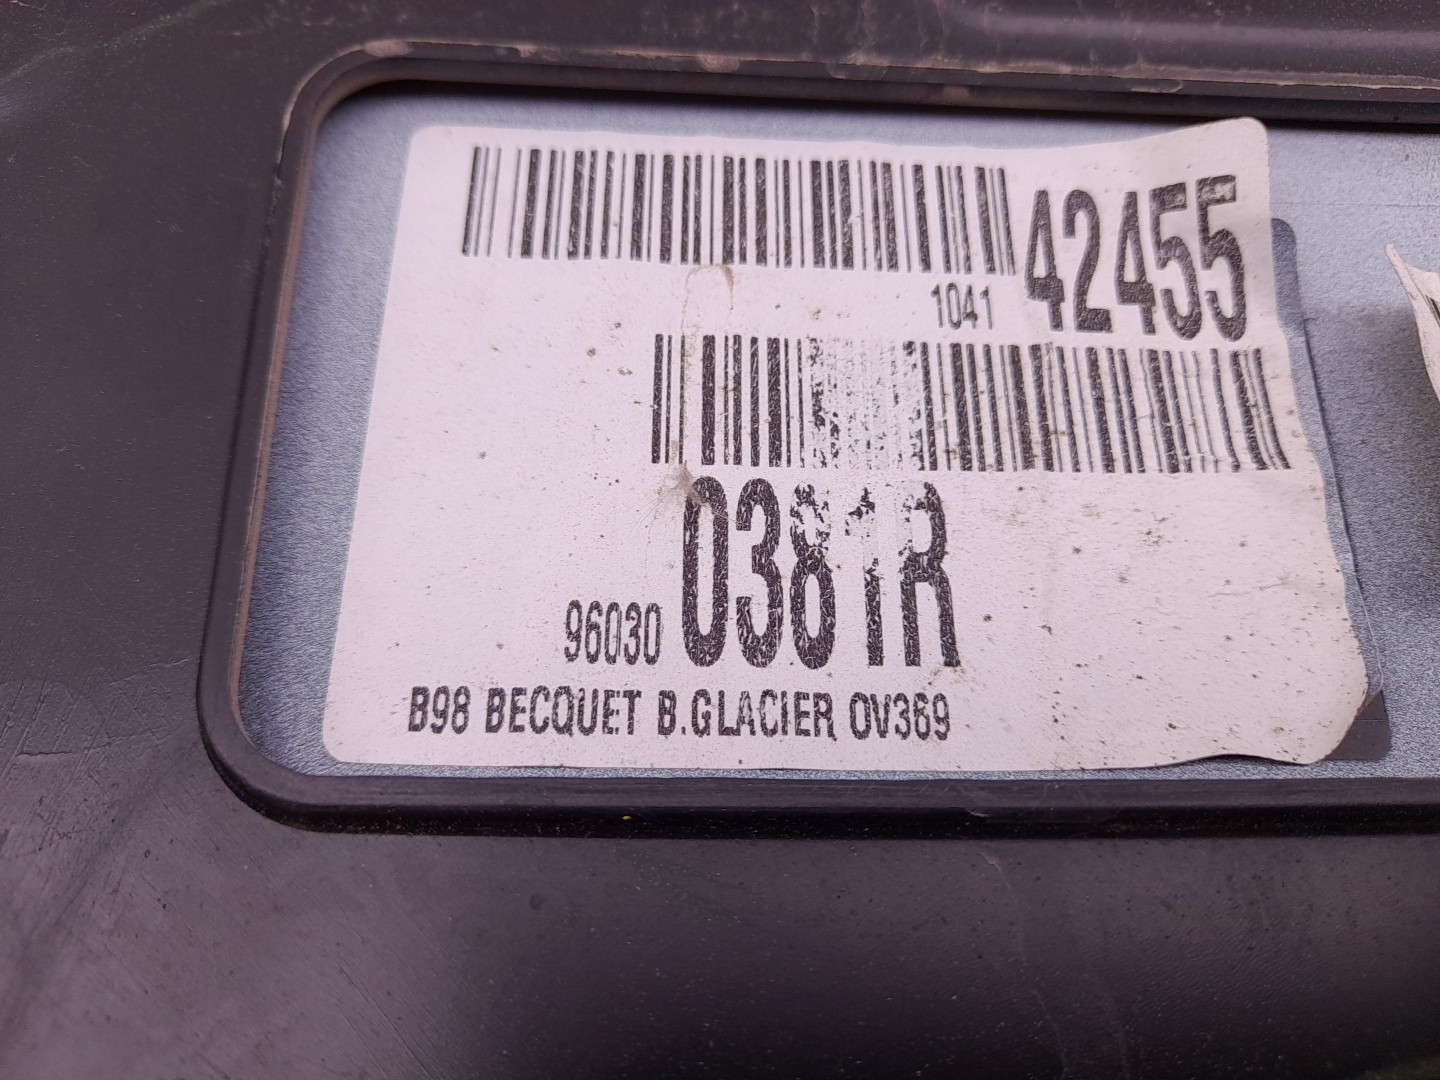 1041 42455
96030 0381R
B98 BECQUET B.GLACIER OV369